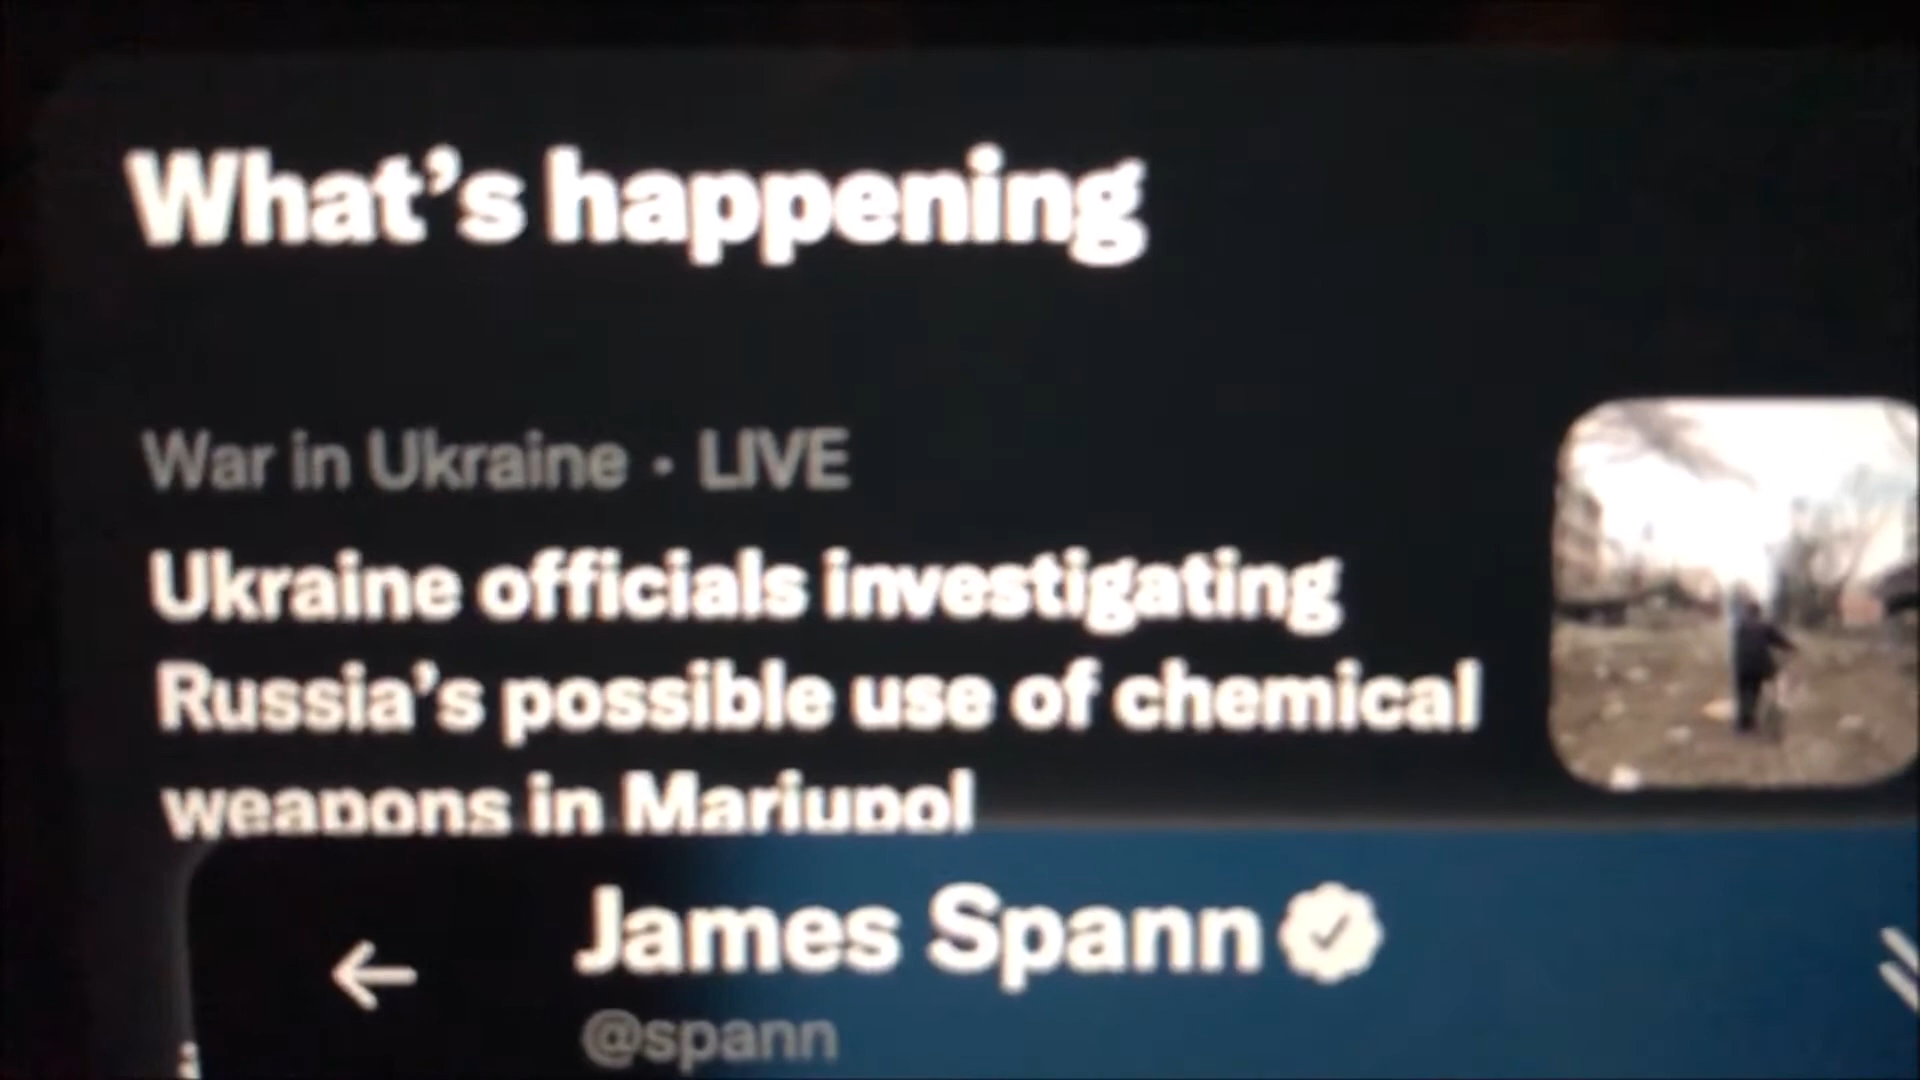 What's happening
War in Ukraine · LIVE
Ukraine officials investigating
Russia's possible use of chemical
weapons in Mariupol
James Spann
@spann